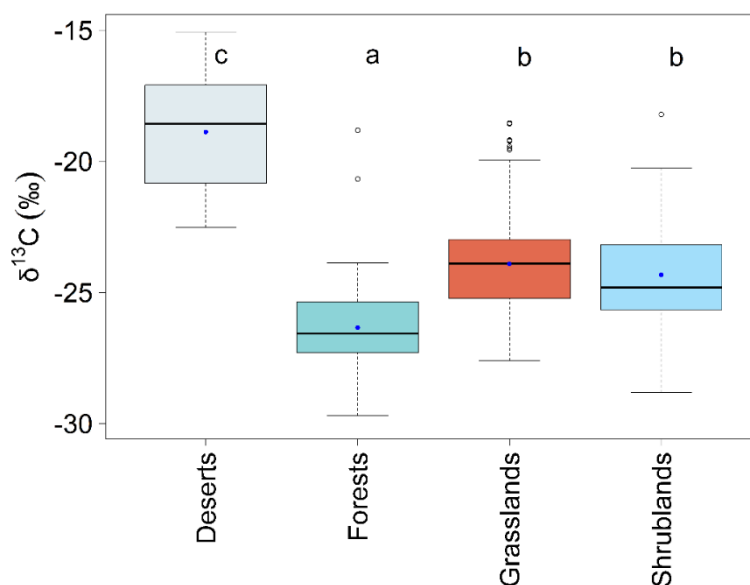 δ¹³C (‰)
-15
-20
-25
-30
c a b b
Deserts
Forests
Grasslands
Shrublands